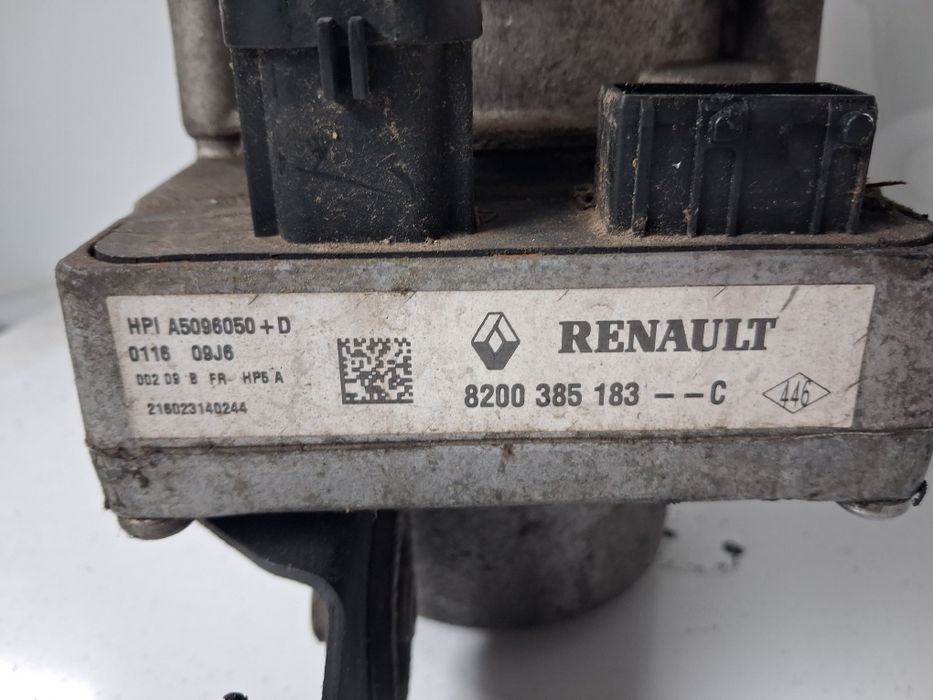 HPI A5096050+D
0116 09J6
002 09 B FR HP5 A
216023140244
RENAULT
8200 385 183 --C
446